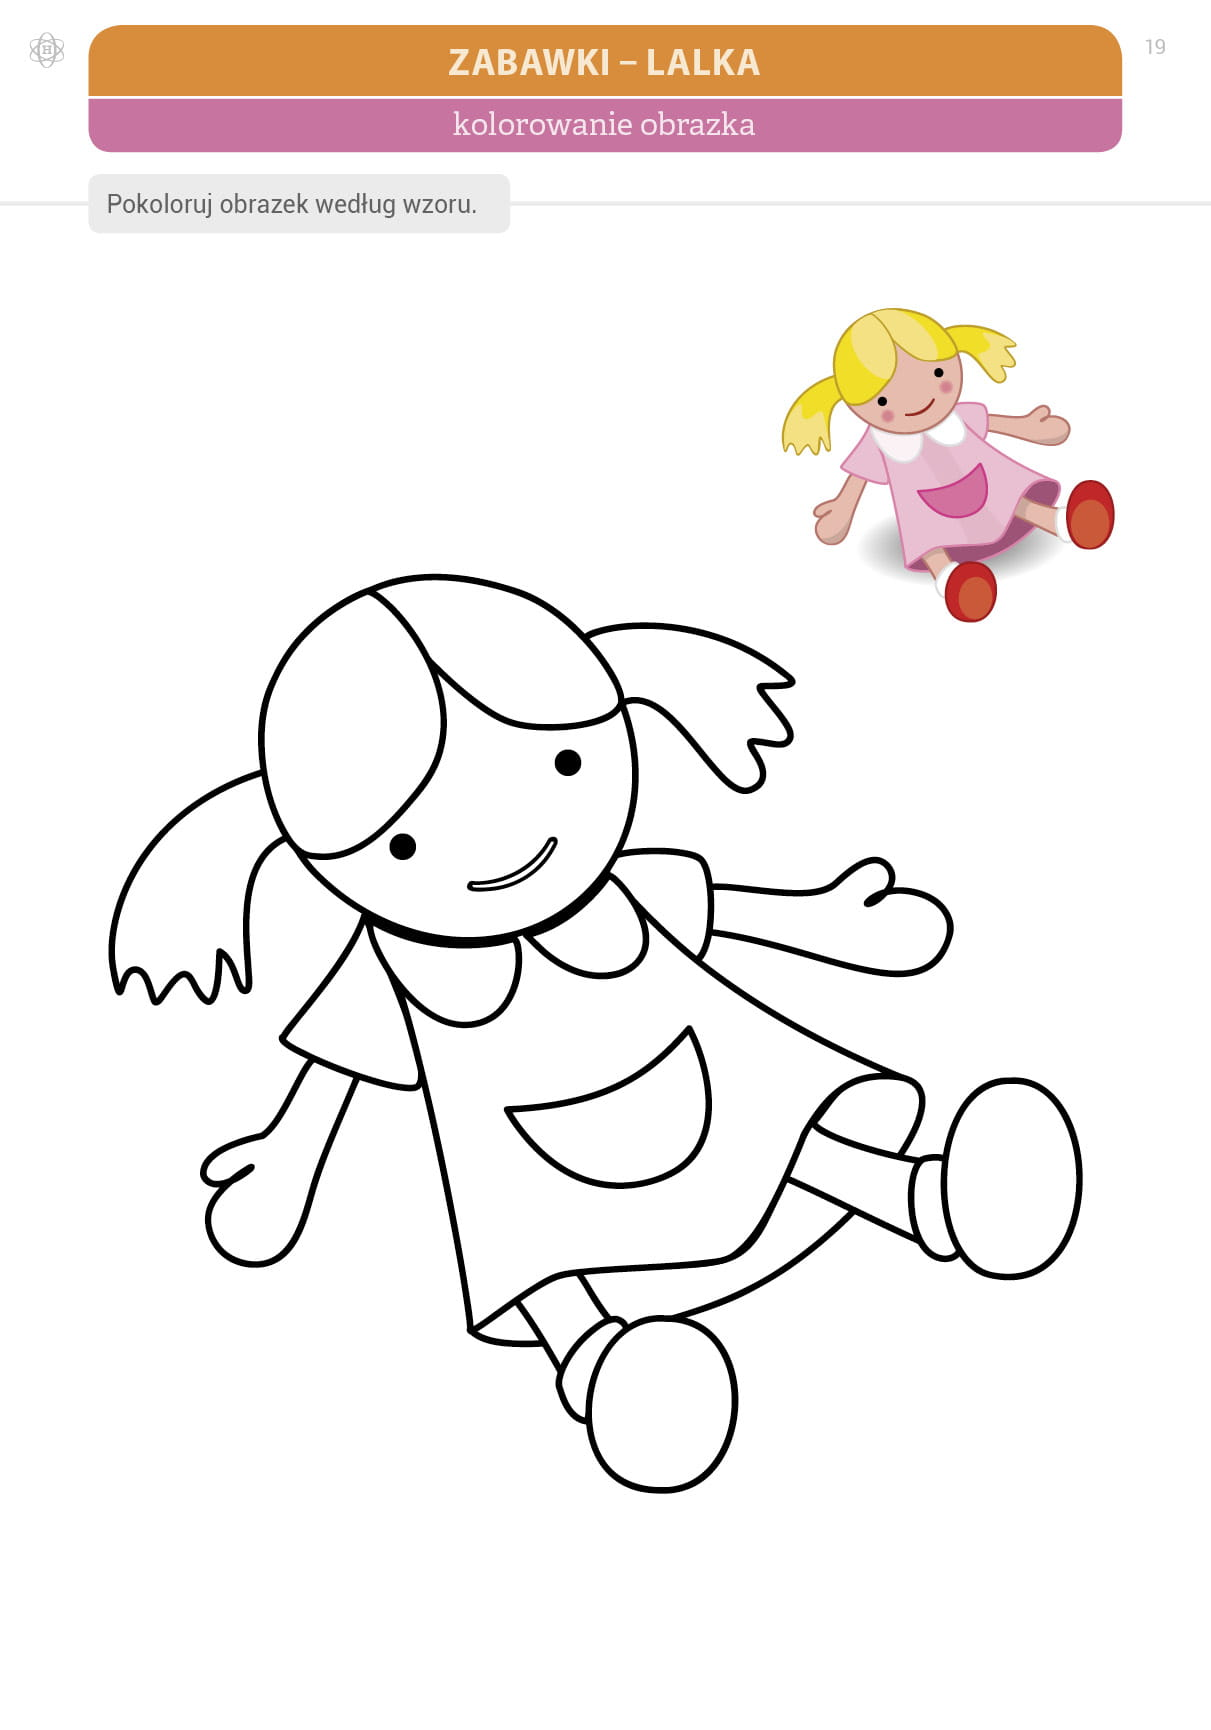 H
19
ZABAWKI – LALKA
kolorowanie obrazka
Pokoloruj obrazek według wzoru.